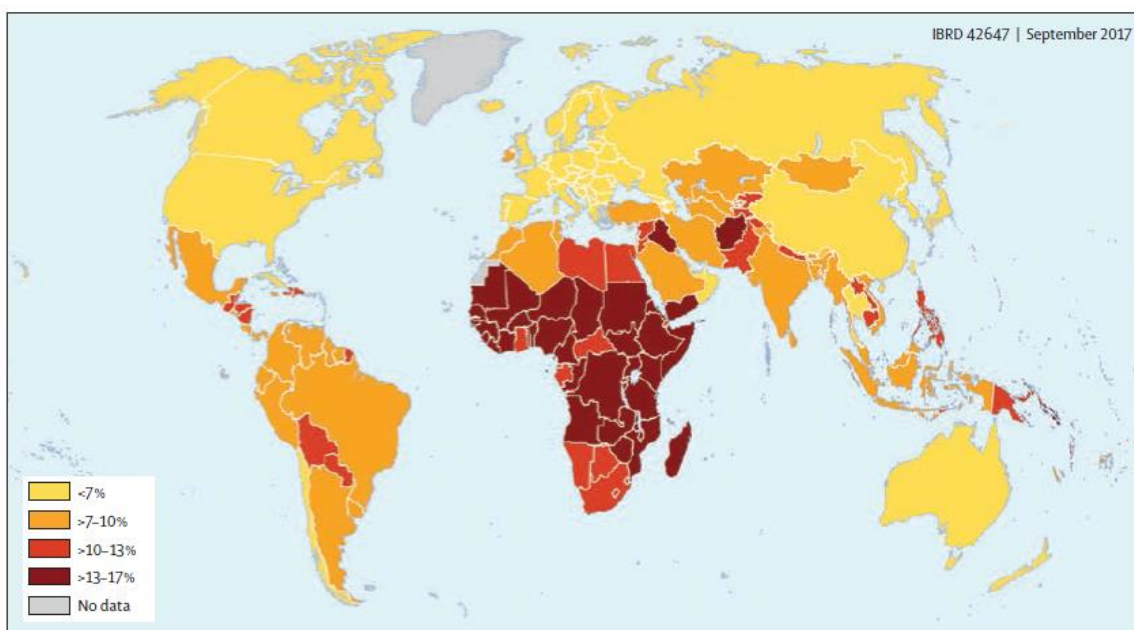 IBRD 42647 | September 2017
<7%
>7–10%
>10–13%
>13–17%
No data